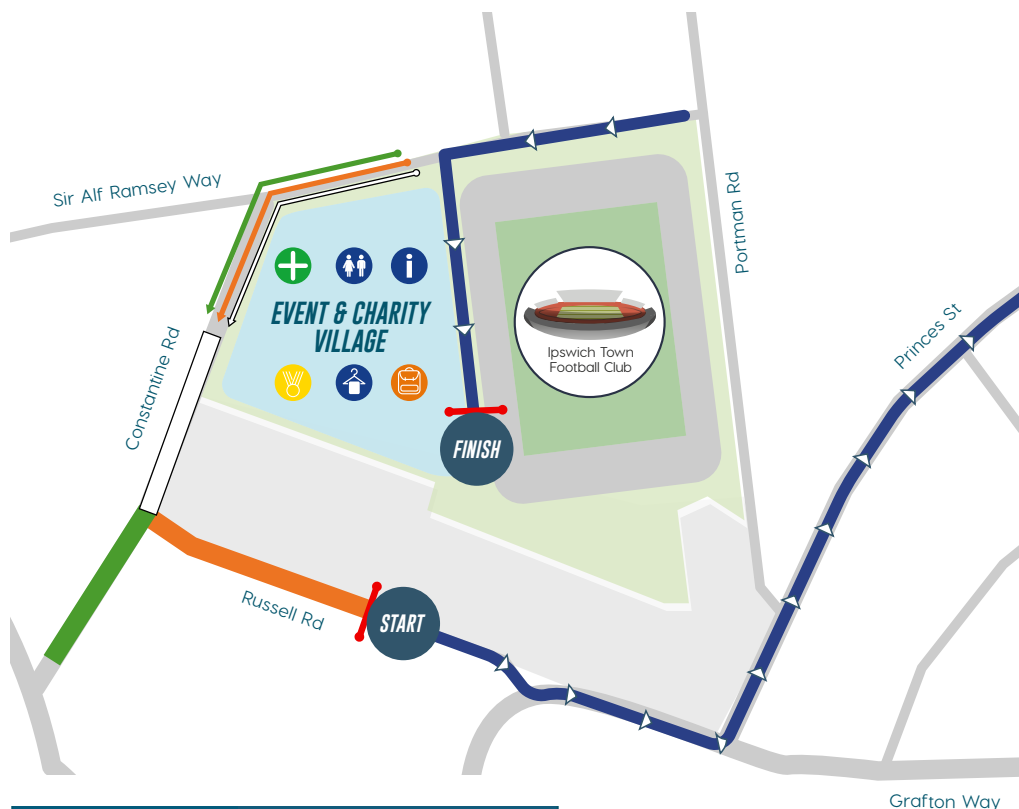 Sir Alf Ramsey Way
Portman Rd
EVENT & CHARITY
VILLAGE
Ipswich Town
Football Club
Princes St
Constantine Rd
FINISH
Russell Rd
START
Grafton Way